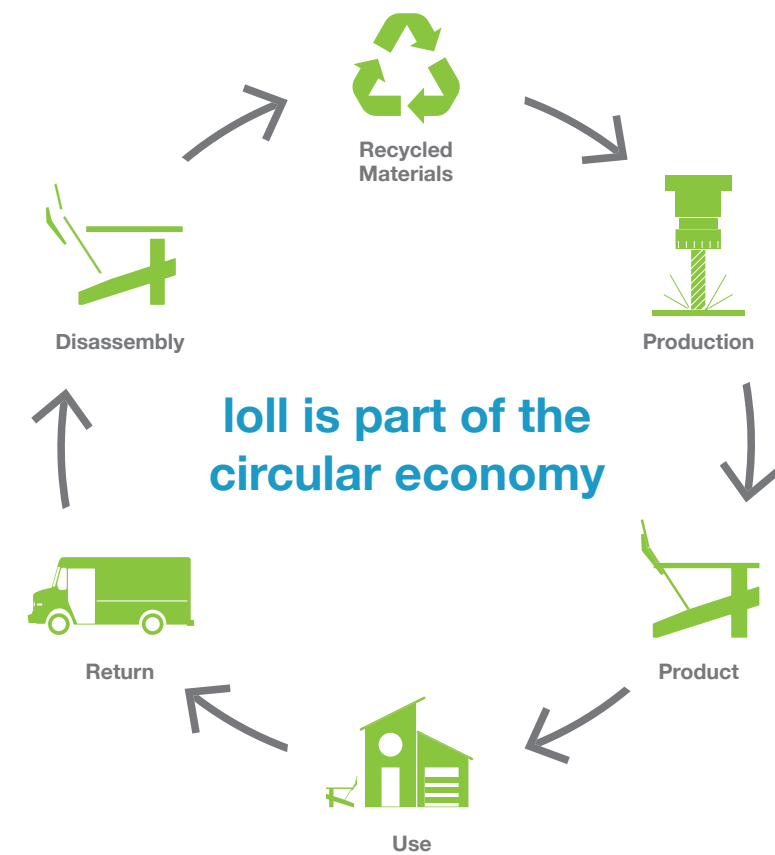 Recycled
Materials
Production
Product
Use
Return
Disassembly
loll is part of the
circular economy